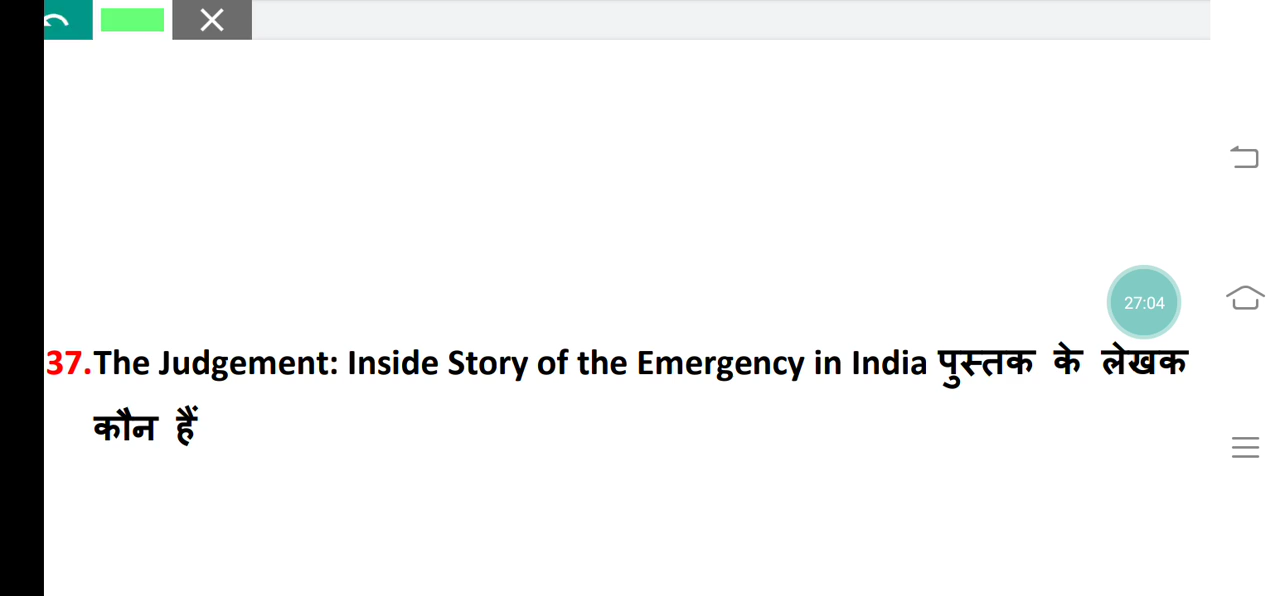 27:04
37.The Judgement: Inside Story of the Emergency in India पुस्तक के लेखक
कौन हैं